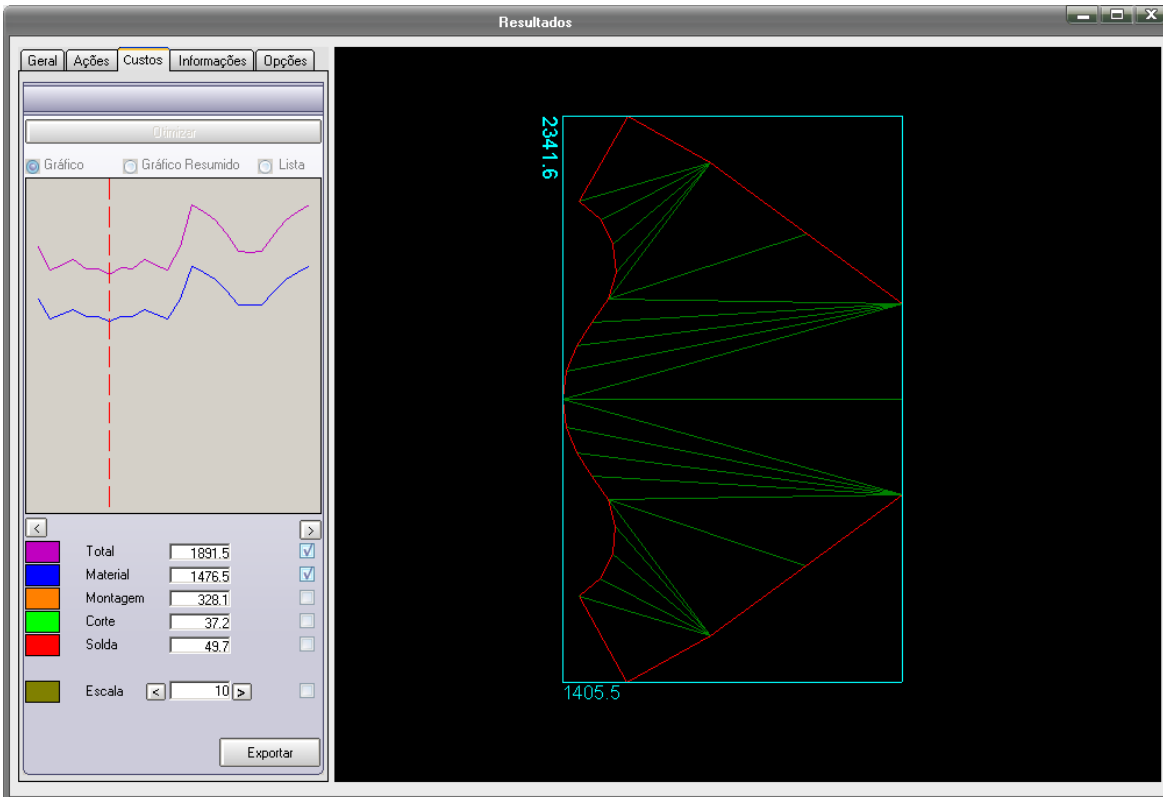 Resultados
Geral Ações Custos Informações Opções
Otimizar
Gráfico Gráfico Resumido Lista
< >
Total 1891.5
Material 1476.5
Montagem 328.1
Corte 37.2
Solda 49.7
Escala < 10 >
Exportar
2341.6
1405.5